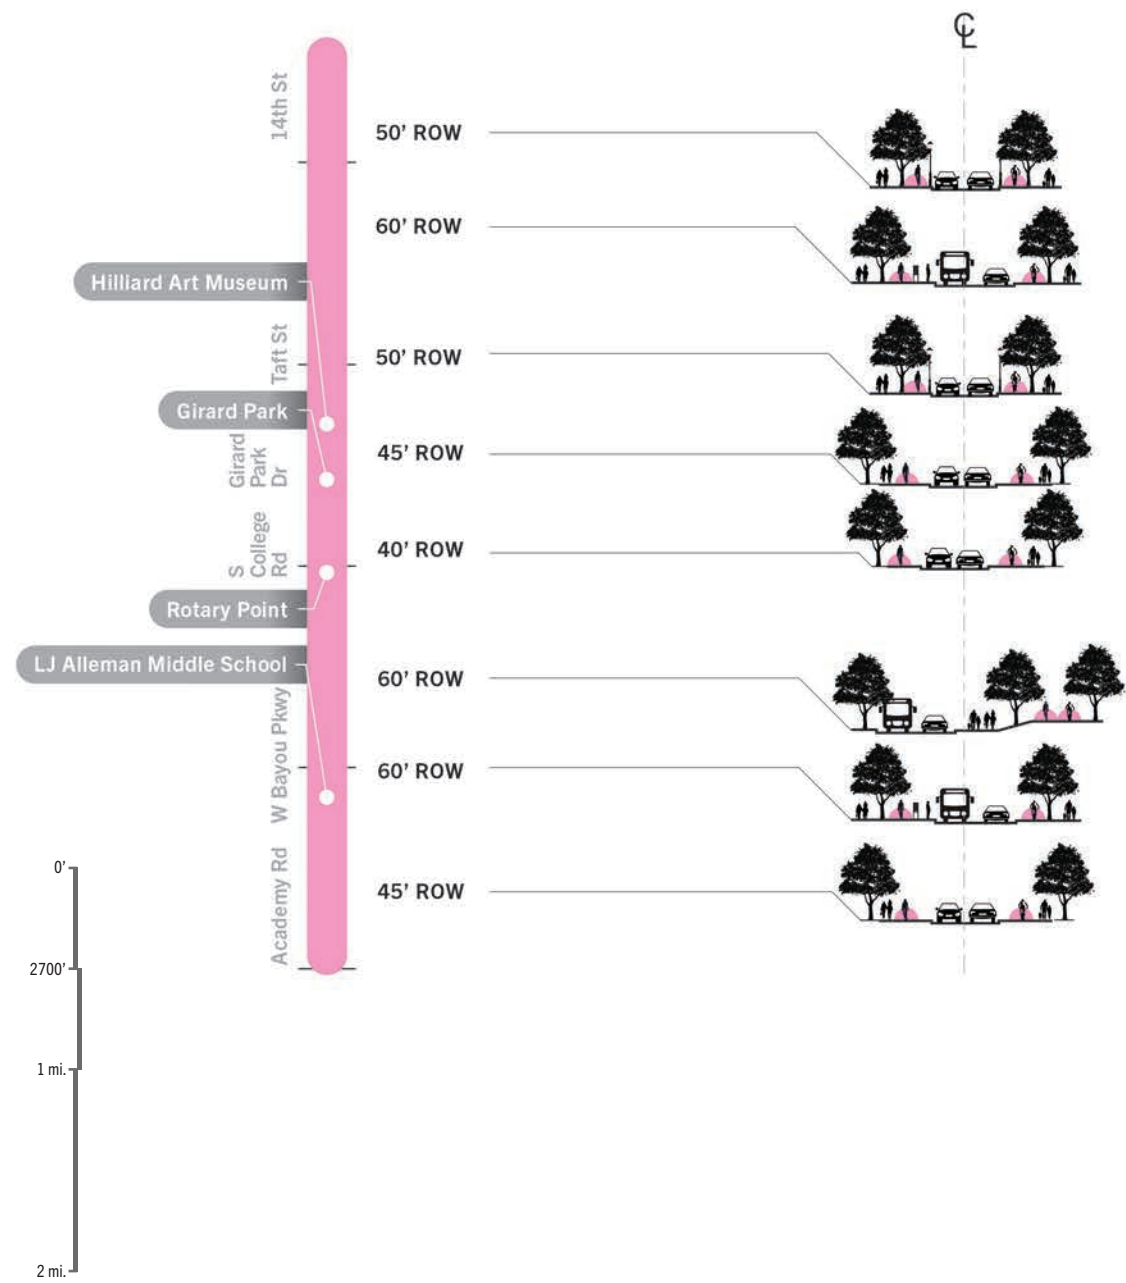 ℄
14th St
50’ ROW
60’ ROW
Hilliard Art Museum
Taft St
50’ ROW
Girard Park
Girard
Park
Dr
45’ ROW
S
College
Rd
40’ ROW
Rotary Point
LJ Alleman Middle School
60’ ROW
W Bayou Pkwy
60’ ROW
Academy Rd
45’ ROW
0’
2700’
1 mi.
2 mi.